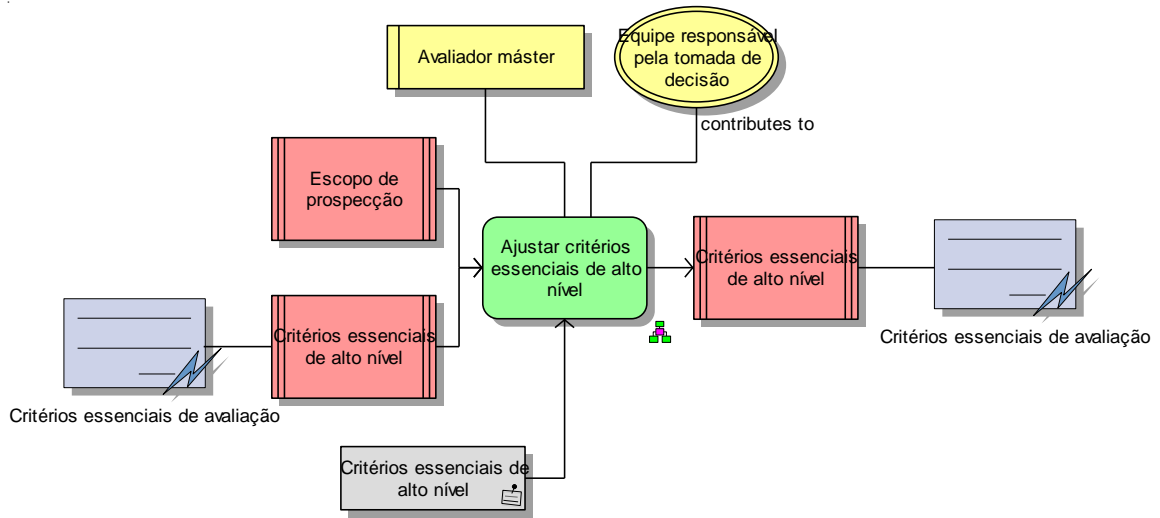 Avaliador máster
Equipe responsável
pela tomada de
decisão
contributes to
Escopo de
prospecção
Ajustar critérios
essenciais de alto
nível
Critérios essenciais
de alto nível
Critérios essenciais de avaliação
Critérios essenciais
de alto nível
Critérios essenciais de avaliação
Critérios essenciais de
alto nível